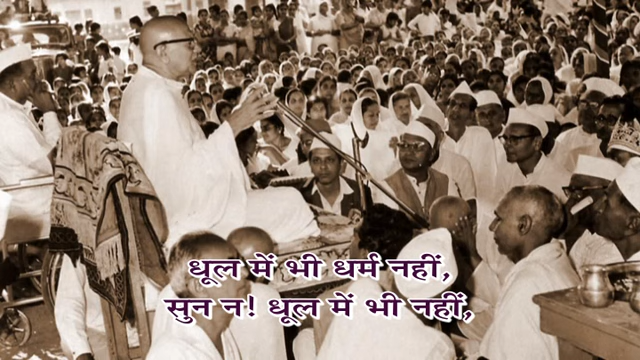 धूल में भी धर्म नहीं,
सुन न! धूल में भी नहीं,